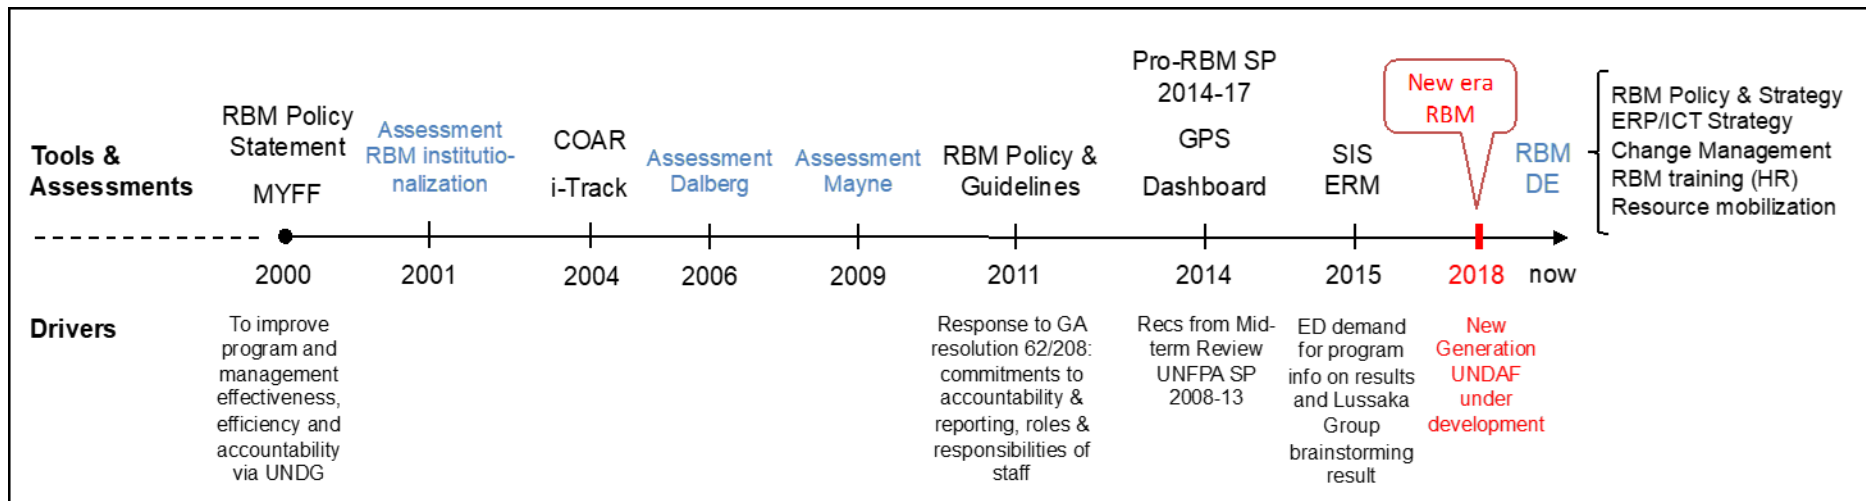 Tools &
Assessments
RBM Policy
Statement
MYFF
Assessment
RBM institutio-
nalization
COAR
i-Track
Assessment
Dalberg
Assessment
Mayne
RBM Policy &
Guidelines
Pro-RBM SP
2014-17
GPS
Dashboard
SIS
ERM
New era
RBM
RBM
DE
RBM Policy & Strategy
ERP/ICT Strategy
Change Management
RBM training (HR)
Resource mobilization
2000
2001
2004
2006
2009
2011
2014
2015
2018
now
Drivers
To improve
program and
management
effectiveness,
efficiency and
accountability
via UNDG
Response to GA
resolution 62/208:
commitments to
accountability &
reporting, roles &
responsibilities of
staff
Recs from Mid-
term Review
UNFPA SP
2008-13
ED demand
for program
info on results
and Lussaka
Group
brainstorming
result
New
Generation
UNDAF
under
development